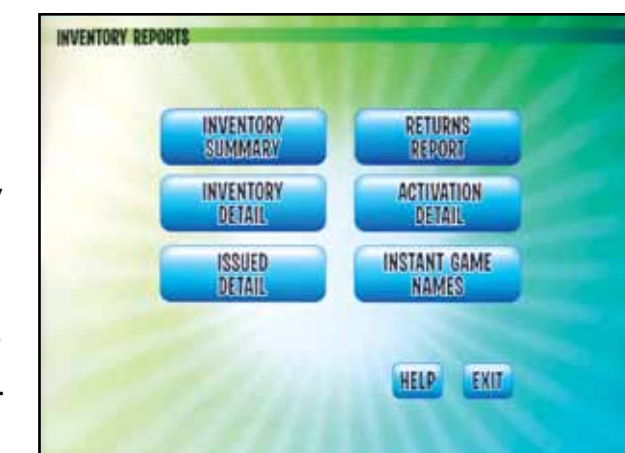 INVENTORY REPORTS
INVENTORY
SUMMARY
RETURNS
REPORT
INVENTORY
DETAIL
ACTIVATION
DETAIL
ISSUED
DETAIL
INSTANT GAME
NAMES
HELP
EXIT